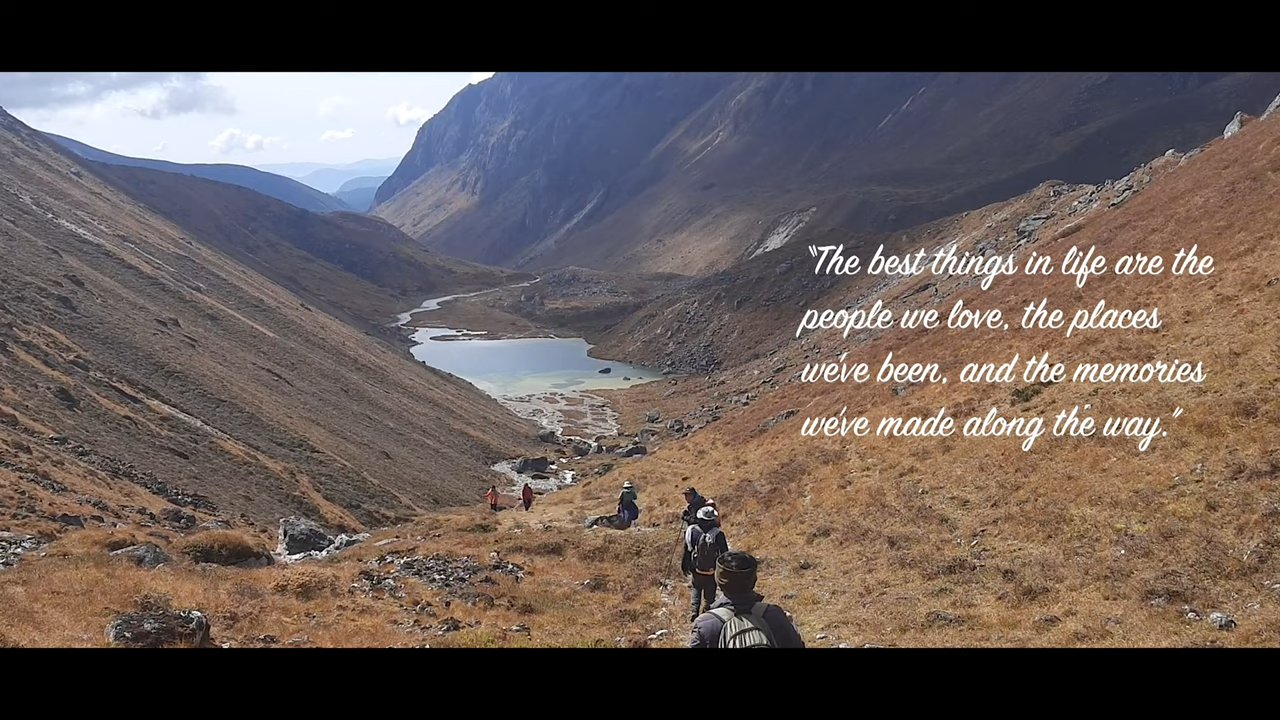 “The best things in life are the
people we love, the places
we've been, and the memories
we've made along the way.”